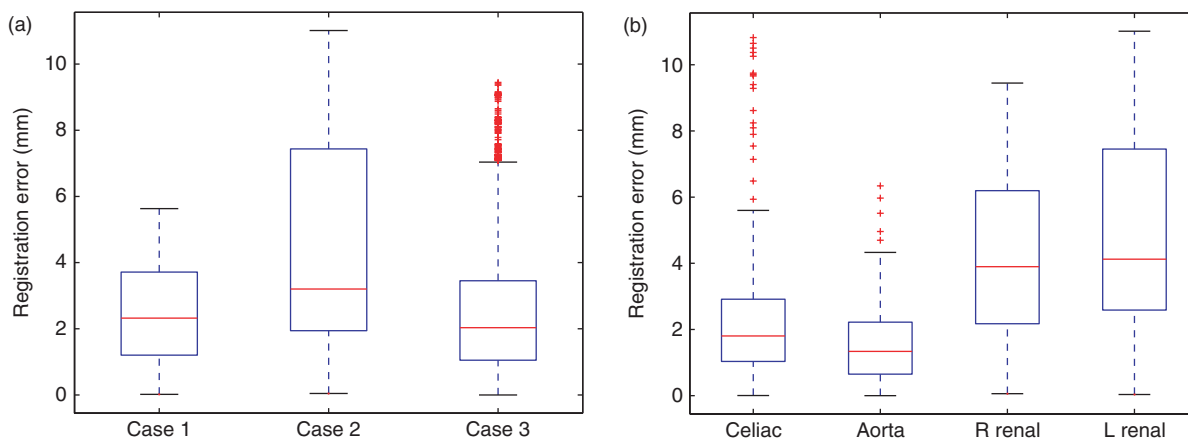 (a)
Registration error (mm)
10
8
6
4
2
0
Case 1 Case 2 Case 3
(b)
Registration error (mm)
10
8
6
4
2
0
Celiac Aorta R renal L renal